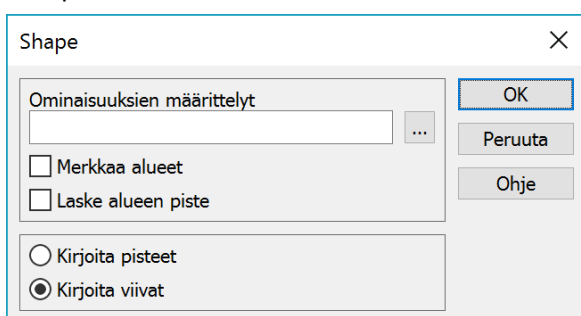 Shape
Ominaisuuksien määrittelyt
...
Merkkaa alueet
Laske alueen piste
Kirjoita pisteet
Kirjoita viivat
OK
Peruuta
Ohje